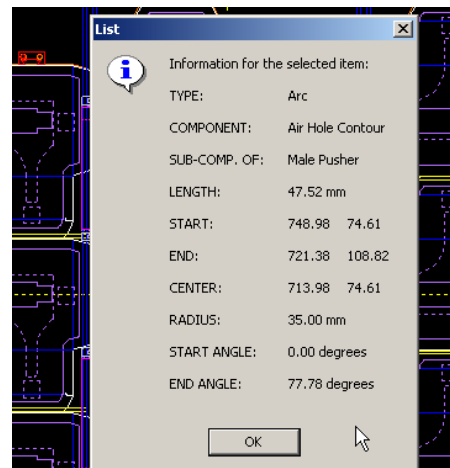 List
Information for the selected item:
TYPE: Arc
COMPONENT: Air Hole Contour
SUB-COMP. OF: Male Pusher
LENGTH: 47.52 mm
START: 748.98 74.61
END: 721.38 108.82
CENTER: 713.98 74.61
RADIUS: 35.00 mm
START ANGLE: 0.00 degrees
END ANGLE: 77.78 degrees
OK